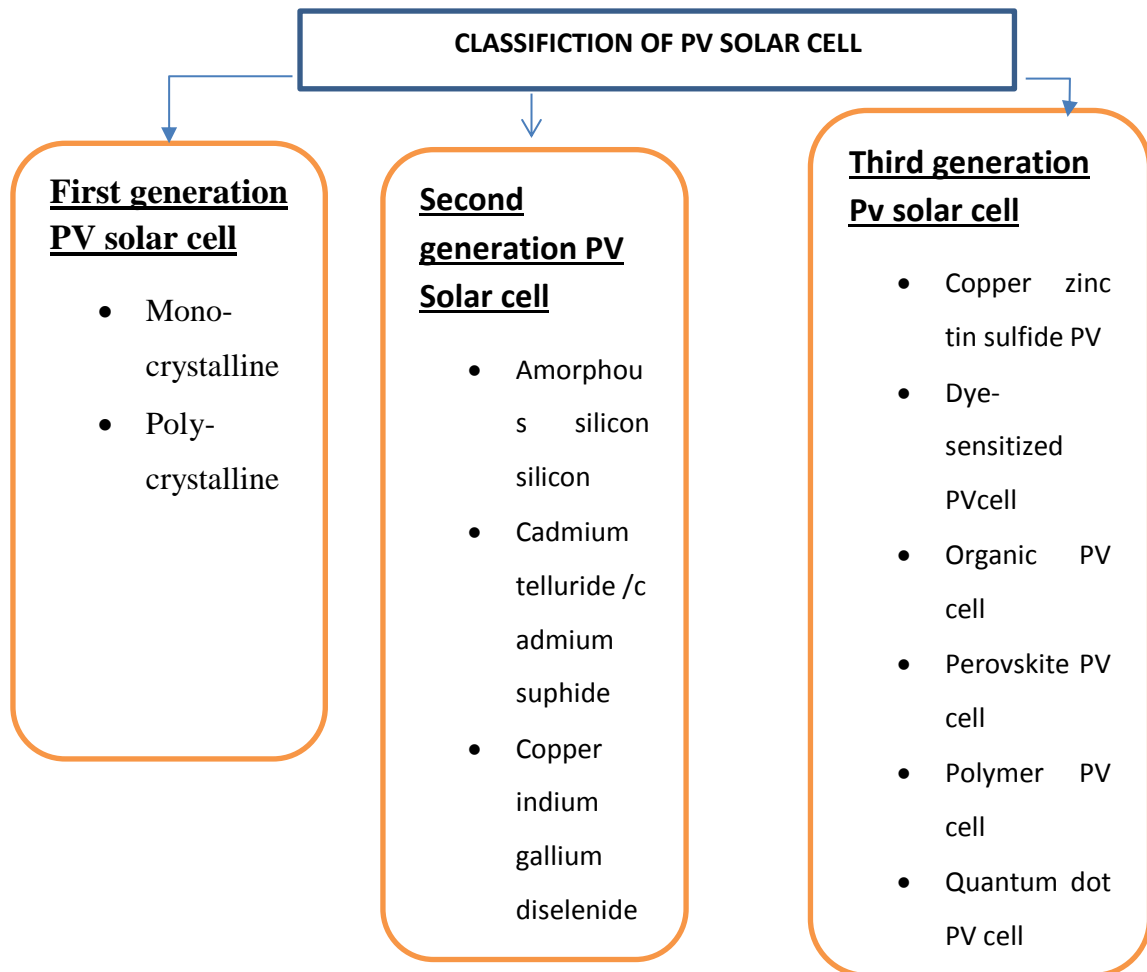 CLASSIFICTION OF PV SOLAR CELL
First generation
PV solar cell
• Mono-
crystalline
• Poly-
crystalline
Second
generation PV
Solar cell
• Amorphou
s silicon
silicon
• Cadmium
telluride /c
admium
suphide
• Copper
indium
gallium
diselenide
Third generation
Pv solar cell
• Copper zinc
tin sulfide PV
• Dye-
sensitized
PVcell
• Organic PV
cell
• Perovskite PV
cell
• Polymer PV
cell
• Quantum dot
PV cell